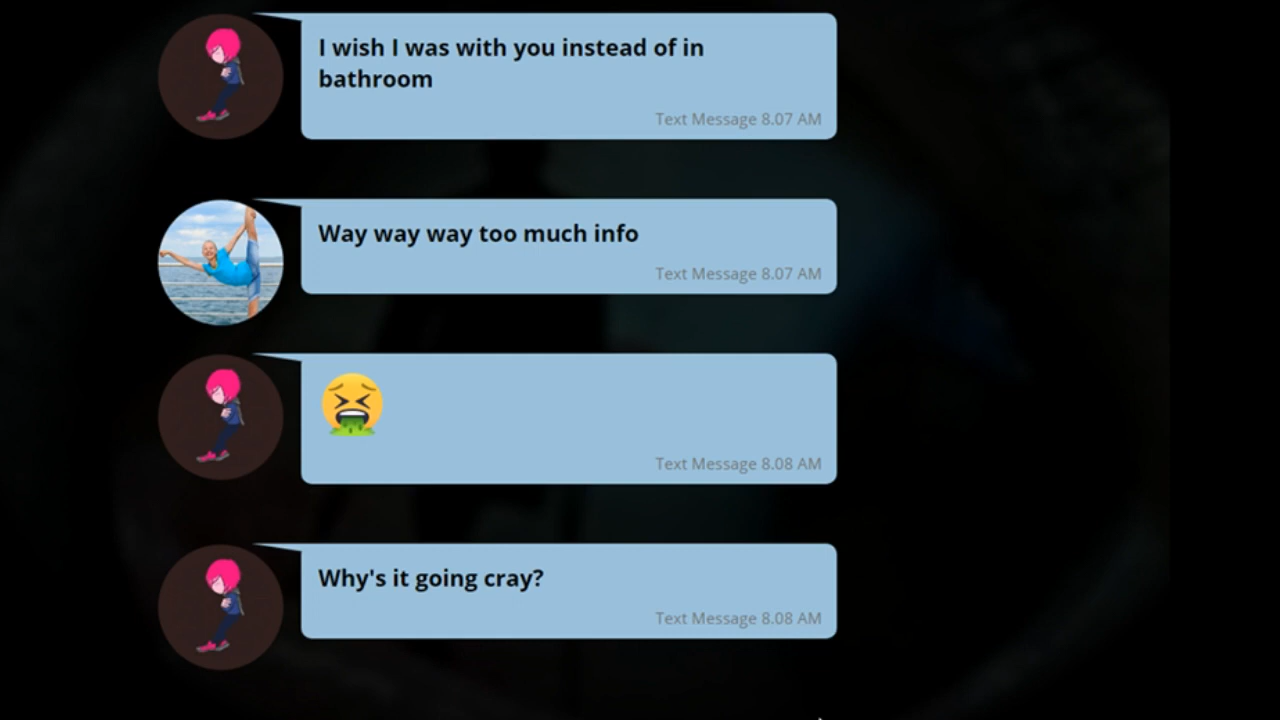 I wish I was with you instead of in
bathroom
Text Message 8.07 AM
Way way way too much info
Text Message 8.07 AM
🤮
Text Message 8.08 AM
Why's it going cray?
Text Message 8.08 AM